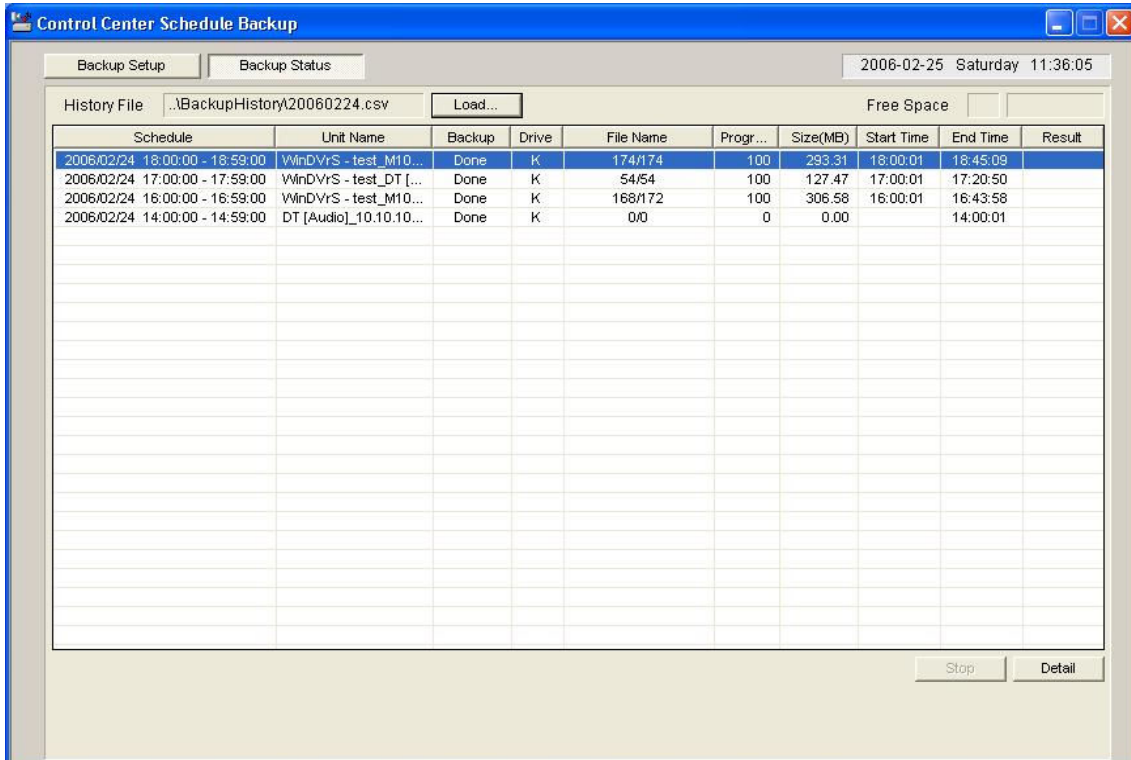 Control Center Schedule Backup
Backup Setup Backup Status 2006-02-25 Saturday 11:36:05
History File ..\BackupHistory\20060224.csv Load... Free Space
Schedule Unit Name Backup Drive File Name Progr... Size(MB) Start Time End Time Result
2006/02/24 18:00:00 - 18:59:00 WinDVrS - test_M10... Done K 174/174 100 293.31 18:00:01 18:45:09
2006/02/24 17:00:00 - 17:59:00 WinDVrS - test_DT [... Done K 54/54 100 127.47 17:00:01 17:20:50
2006/02/24 16:00:00 - 16:59:00 WinDVrS - test_M10... Done K 168/172 100 306.58 16:00:01 16:43:58
2006/02/24 14:00:00 - 14:59:00 DT [Audio]_10.10.10... Done K 0/0 0 0.00 14:00:01
Stop Detail